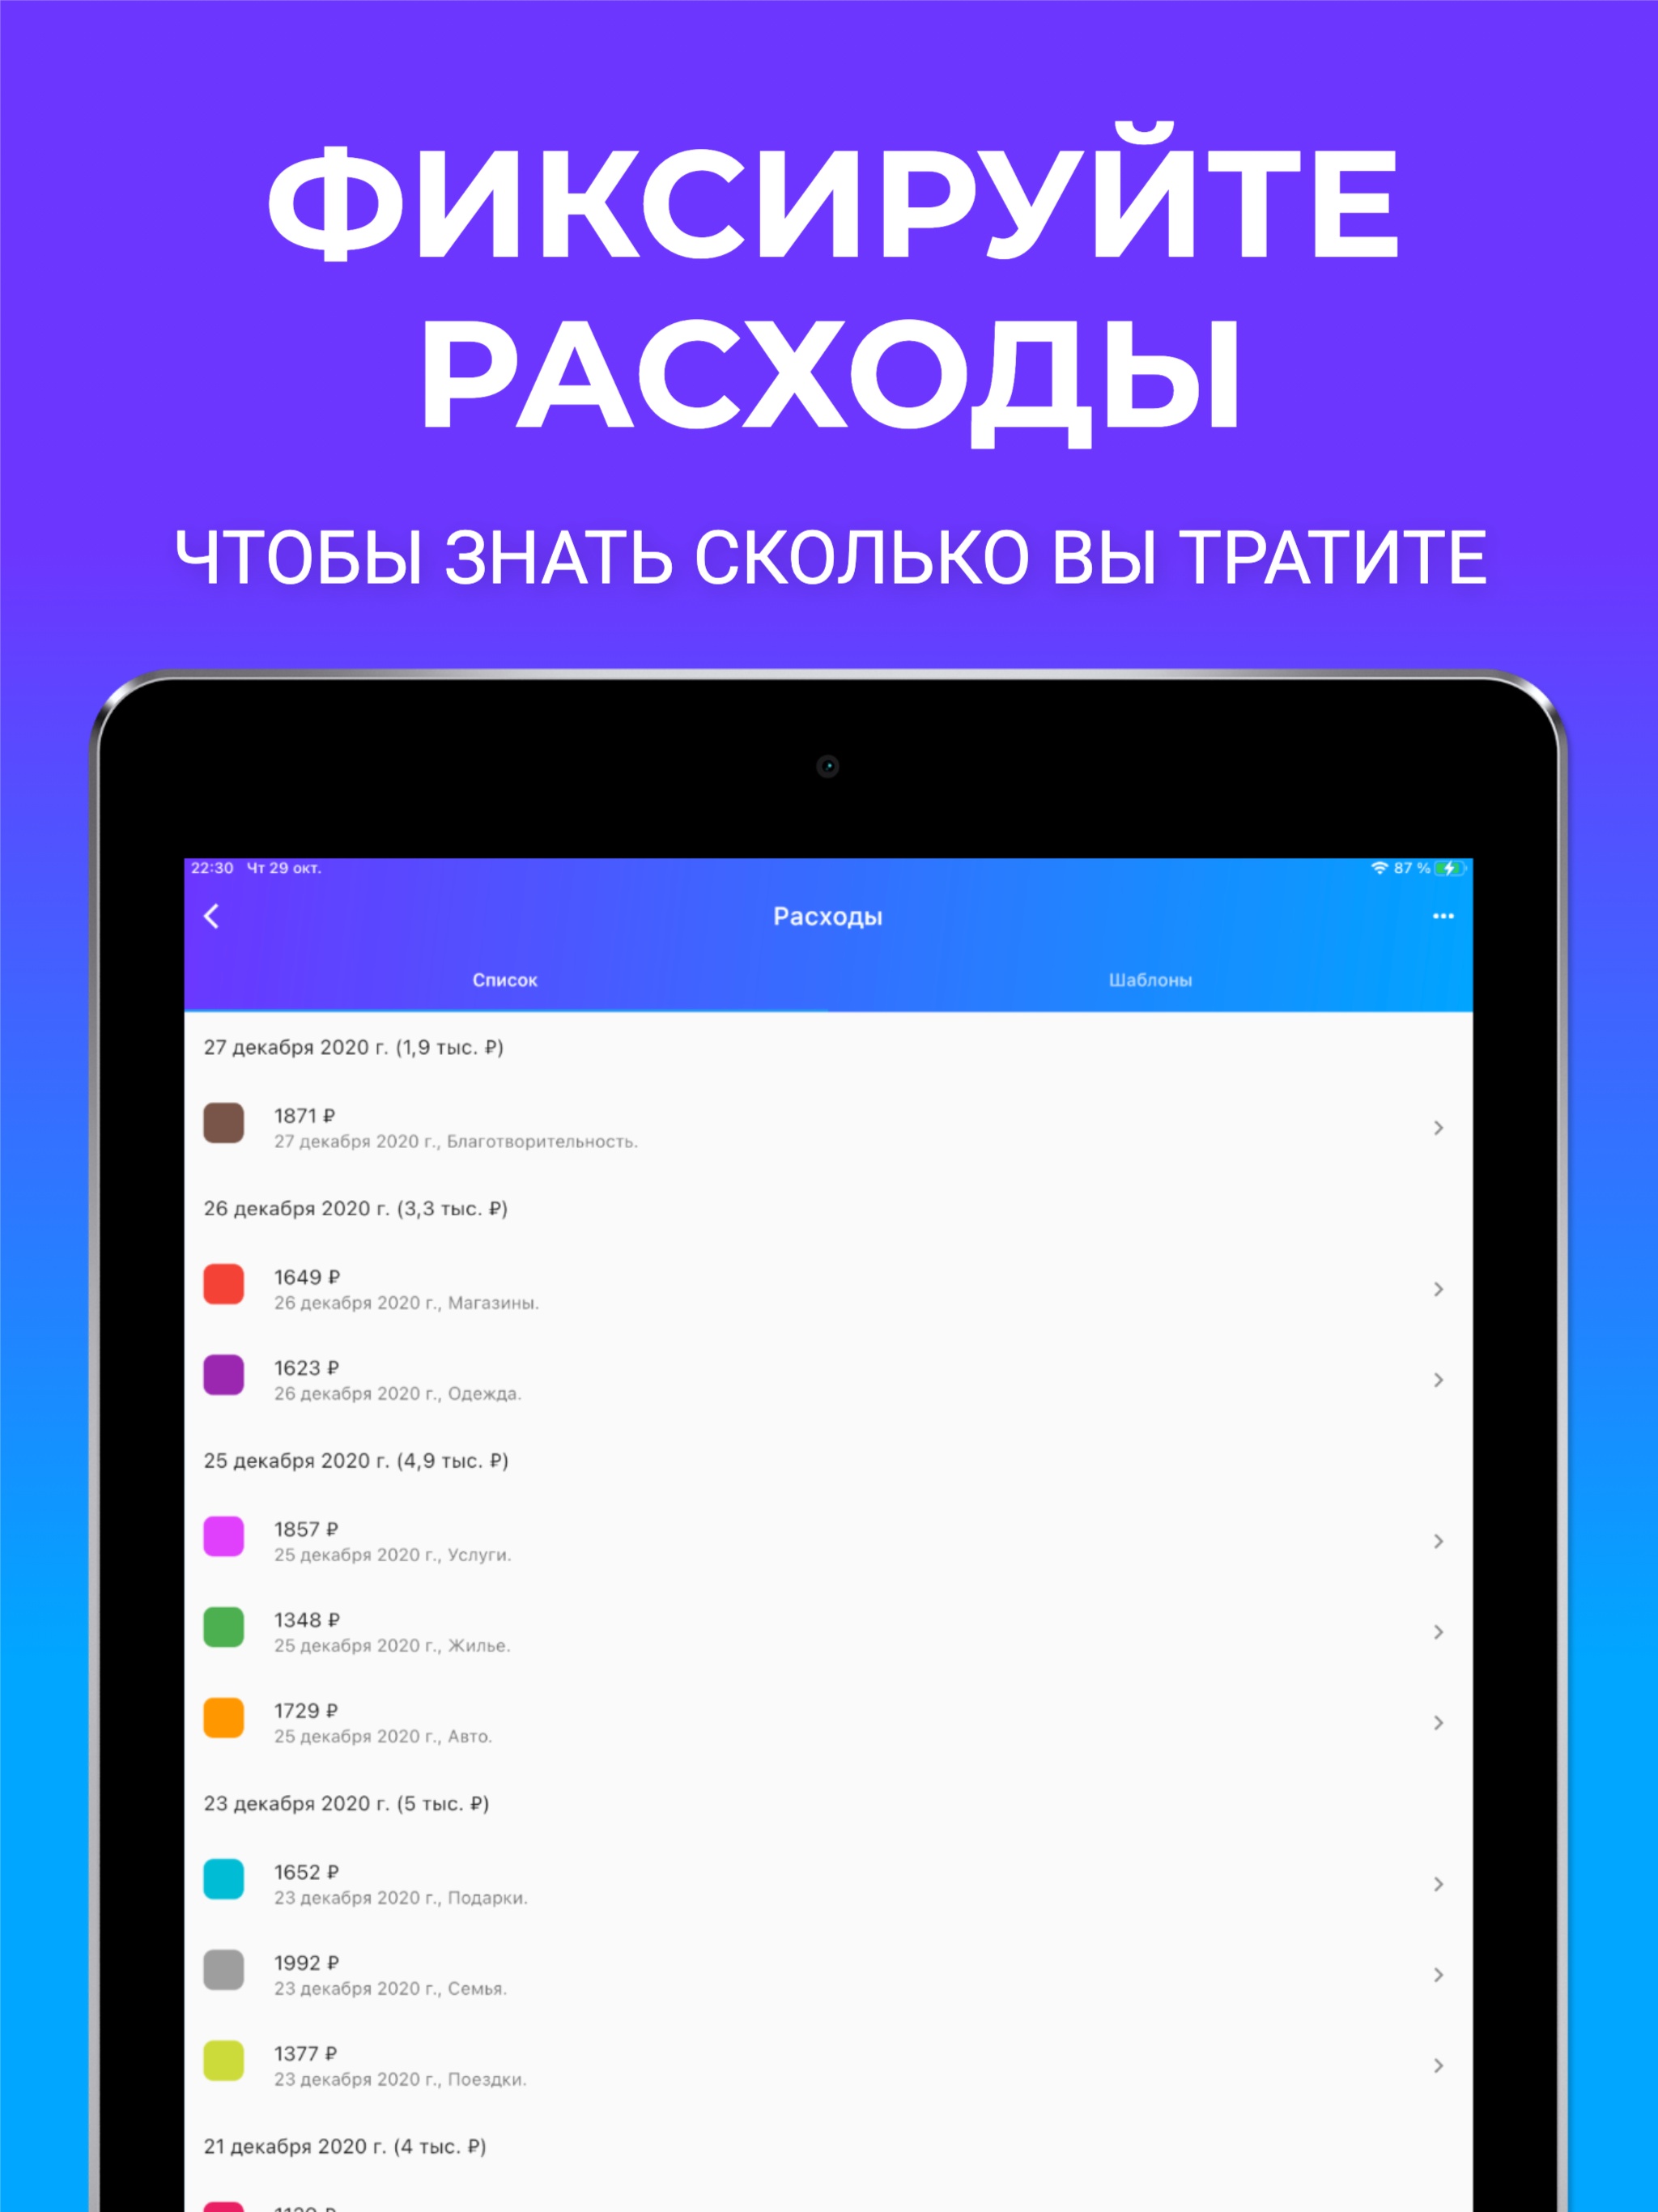 ФИКСИРУЙТЕ
РАСХОДЫ
ЧТОБЫ ЗНАТЬ СКОЛЬКО ВЫ ТРАТИТЕ
22:30 Чт 29 окт. 87 %
Расходы
Список Шаблоны
27 декабря 2020 г. (1,9 тыс. ₽)
1871 ₽
27 декабря 2020 г., Благотворительность.
26 декабря 2020 г. (3,3 тыс. ₽)
1649 ₽
26 декабря 2020 г., Магазины.
1623 ₽
26 декабря 2020 г., Одежда.
25 декабря 2020 г. (4,9 тыс. ₽)
1857 ₽
25 декабря 2020 г., Услуги.
1348 ₽
25 декабря 2020 г., Жилье.
1729 ₽
25 декабря 2020 г., Авто.
23 декабря 2020 г. (5 тыс. ₽)
1652 ₽
23 декабря 2020 г., Подарки.
1992 ₽
23 декабря 2020 г., Семья.
1377 ₽
23 декабря 2020 г., Поездки.
21 декабря 2020 г. (4 тыс. ₽)